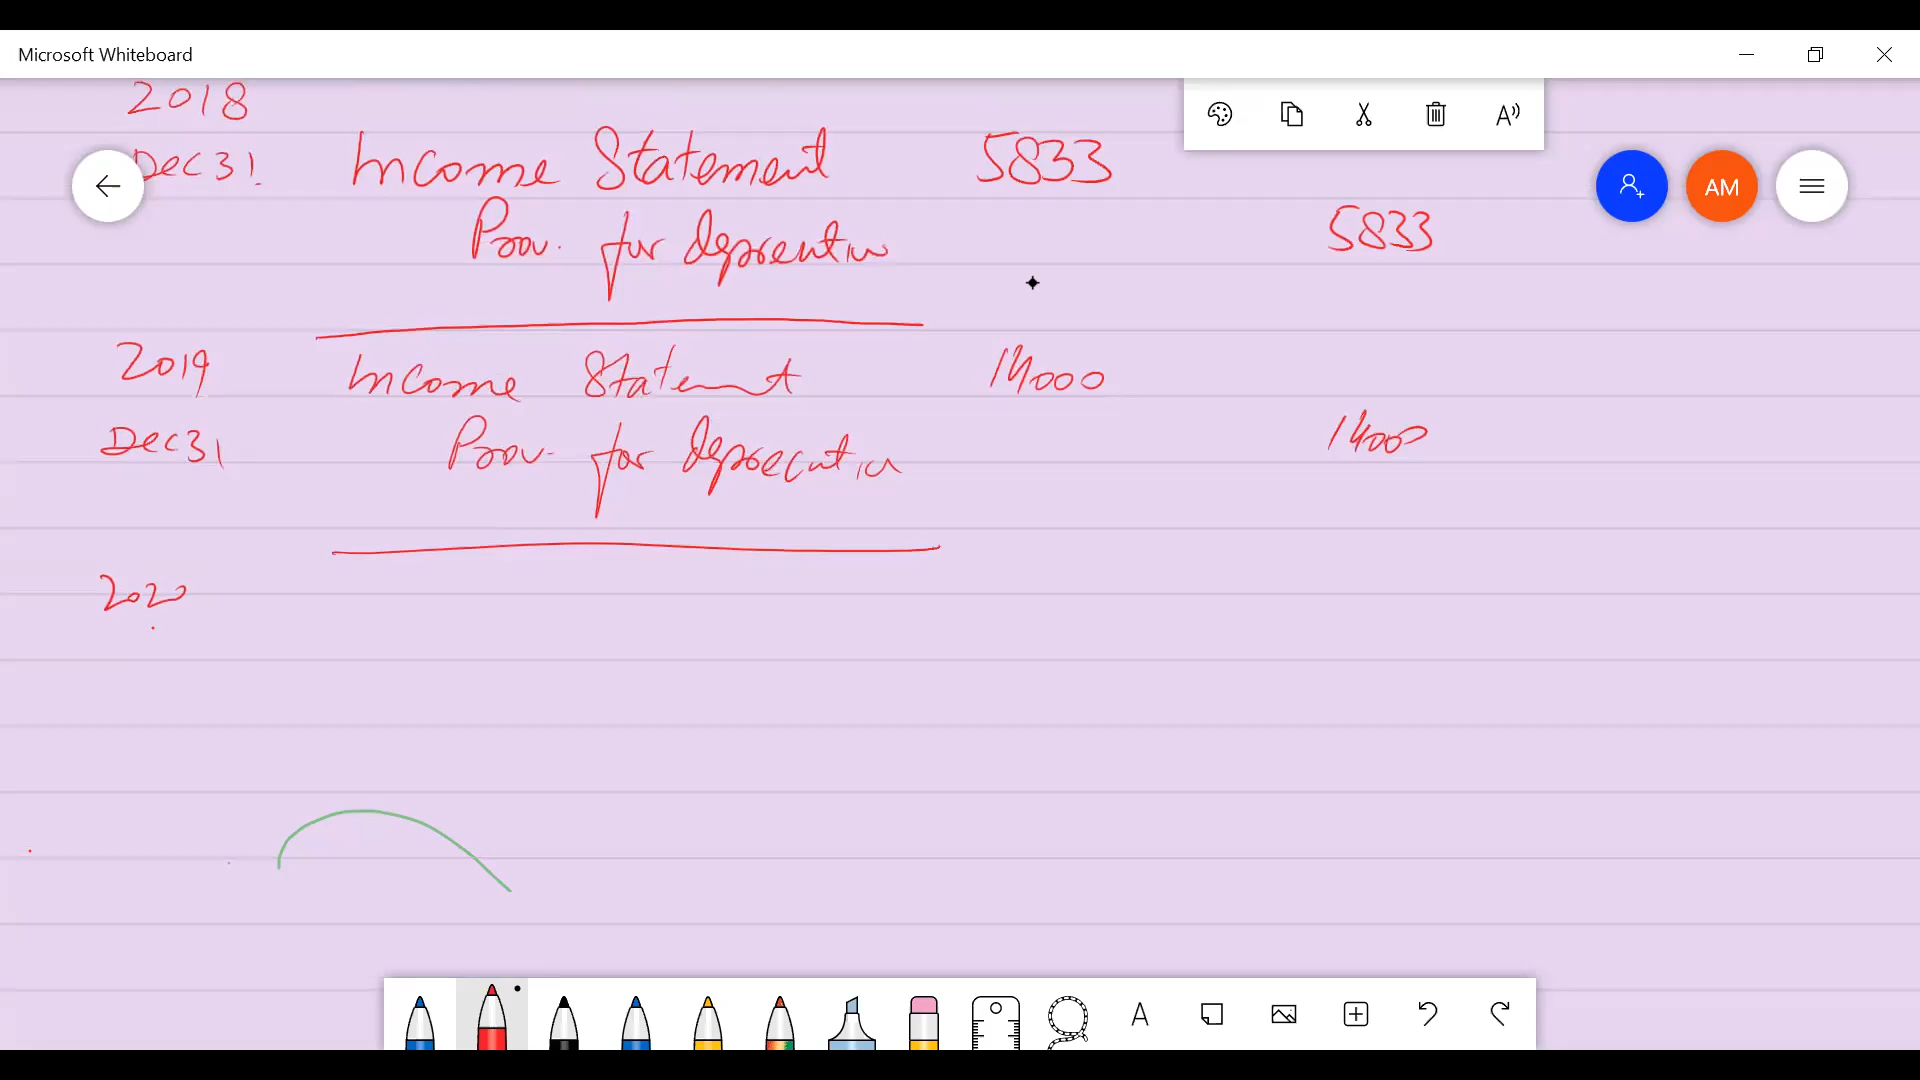 Microsoft Whiteboard
2018
Dec 31. Income Statement 5833
Prov. for depreciation 5833
2019 Income Statement 14000
Dec 31 Prov. for depreciation 14000
2020
AM